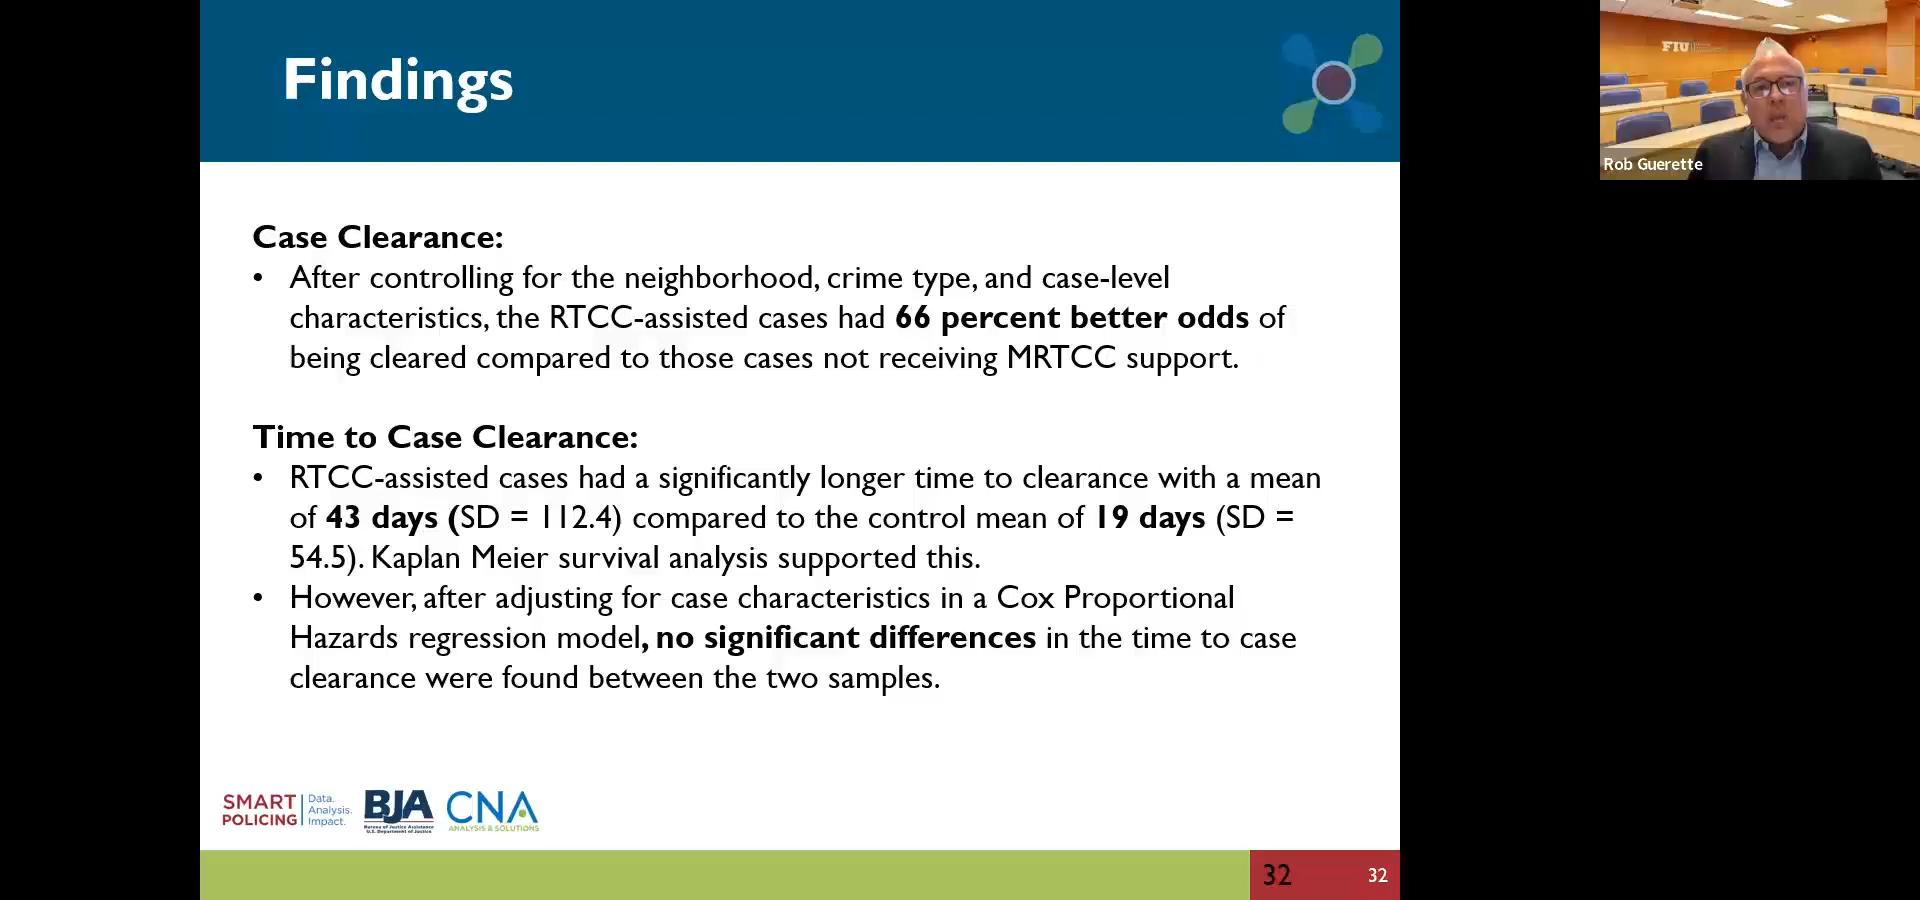 Findings
FIU
Rob Guerette
Case Clearance:
• After controlling for the neighborhood, crime type, and case-level
characteristics, the RTCC-assisted cases had 66 percent better odds of
being cleared compared to those cases not receiving MRTCC support.
Time to Case Clearance:
• RTCC-assisted cases had a significantly longer time to clearance with a mean
of 43 days (SD = 112.4) compared to the control mean of 19 days (SD =
54.5). Kaplan Meier survival analysis supported this.
• However, after adjusting for case characteristics in a Cox Proportional
Hazards regression model, no significant differences in the time to case
clearance were found between the two samples.
SMART
POLICING
Data.
Analysis.
Impact.
BJA
Bureau of Justice Assistance
U.S. Department of Justice
CNA
ANALYSIS & SOLUTIONS
32
32